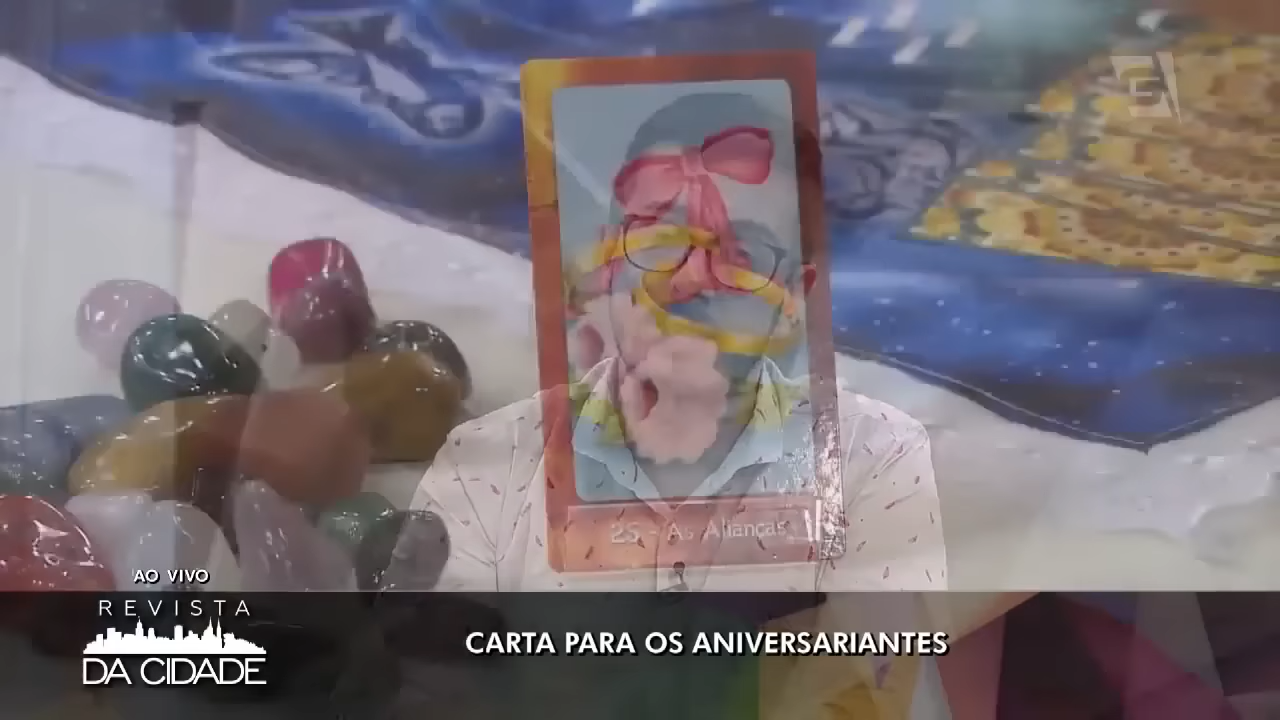 E
25 - As Alianças
AO VIVO
REVISTA
DA CIDADE
CARTA PARA OS ANIVERSARIANTES